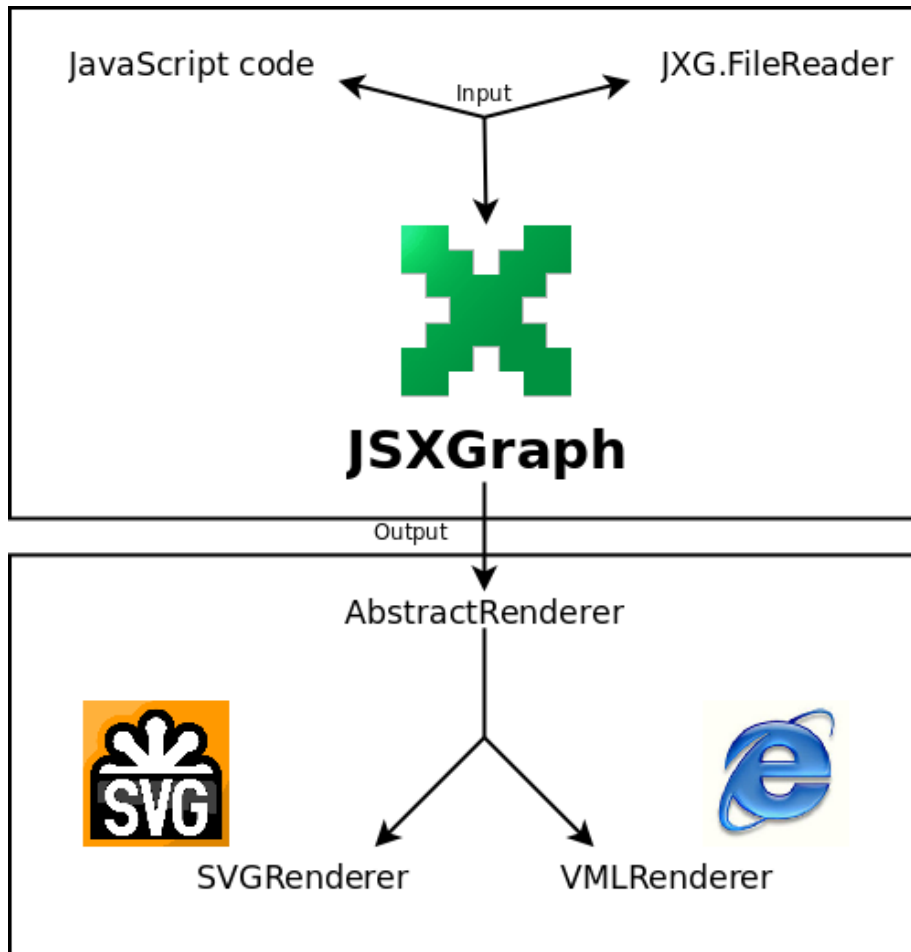 JavaScript code
JXG.FileReader
Input
JSXGraph
Output
AbstractRenderer
SVG
SVGRenderer
VMLRenderer